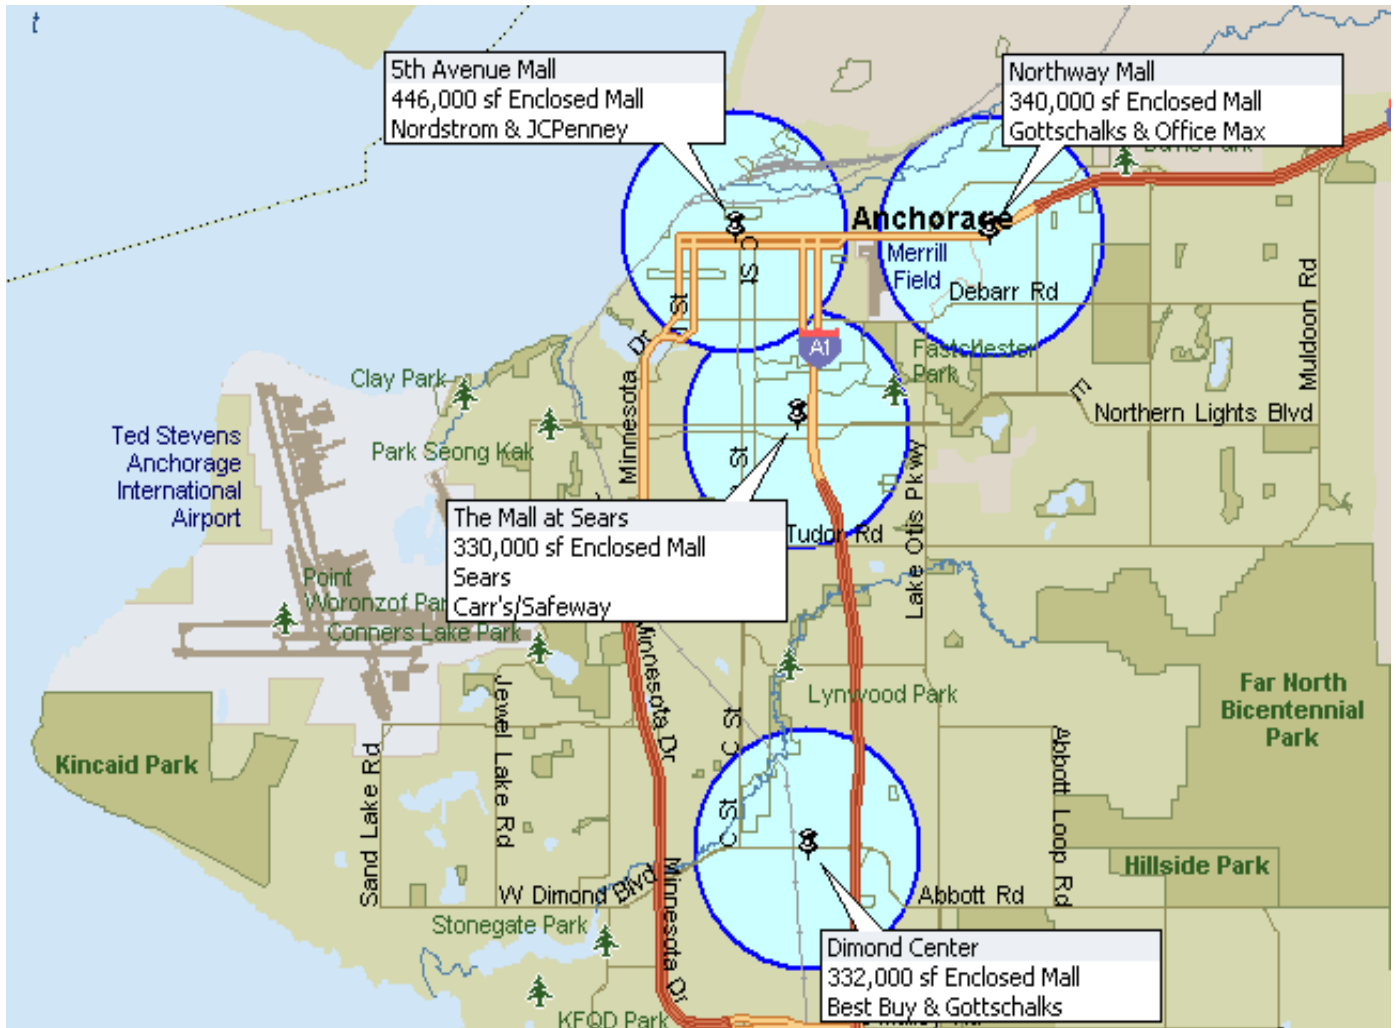 t
5th Avenue Mall
446,000 sf Enclosed Mall
Nordstrom & JCPenney
Northway Mall
340,000 sf Enclosed Mall
Gottschalks & Office Max
Davis Park
Anchorage
Merrill
Field
C St
I St
Debarr Rd
Muldoon Rd
A1
Minnesota Dr
Eastchester
Park
Clay Park
E
Northern Lights Blvd
Park Seong Kak
Ted Stevens
Anchorage
International
Airport
St
Lake Otis Pkwy
The Mall at Sears
330,000 sf Enclosed Mall
Sears
Carr's/Safeway
Tudor Rd
Point
Woronzof Par
Conners Lake Park
Minnesota Dr
Jewel Lake Rd
Lynwood Park
Far North
Bicentennial
Park
Kincaid Park
Sand Lake Rd
C St
C St
Abbott Loop Rd
Hillside Park
W Dimond Blvd
Minnesota Dr
Abbott Rd
Stonegate Park
Dimond Center
332,000 sf Enclosed Mall
Best Buy & Gottschalks
KFQD Park